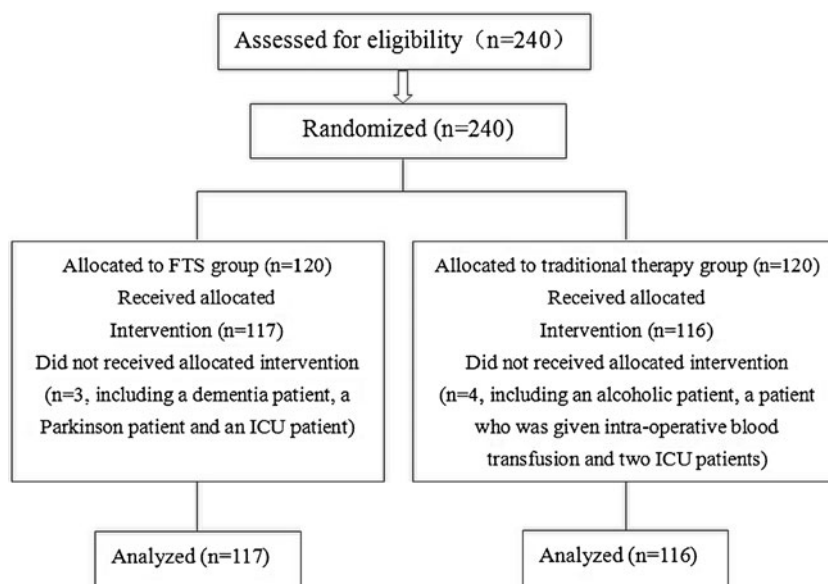 Assessed for eligibility（n=240）
Randomized (n=240)
Allocated to FTS group (n=120)
Received allocated
Intervention (n=117)
Did not received allocated intervention
(n=3, including a dementia patient, a
Parkinson patient and an ICU patient)
Allocated to traditional therapy group (n=120)
Received allocated
Intervention (n=116)
Did not received allocated intervention
(n=4, including an alcoholic patient, a patient
who was given intra-operative blood
transfusion and two ICU patients)
Analyzed (n=117)
Analyzed (n=116)